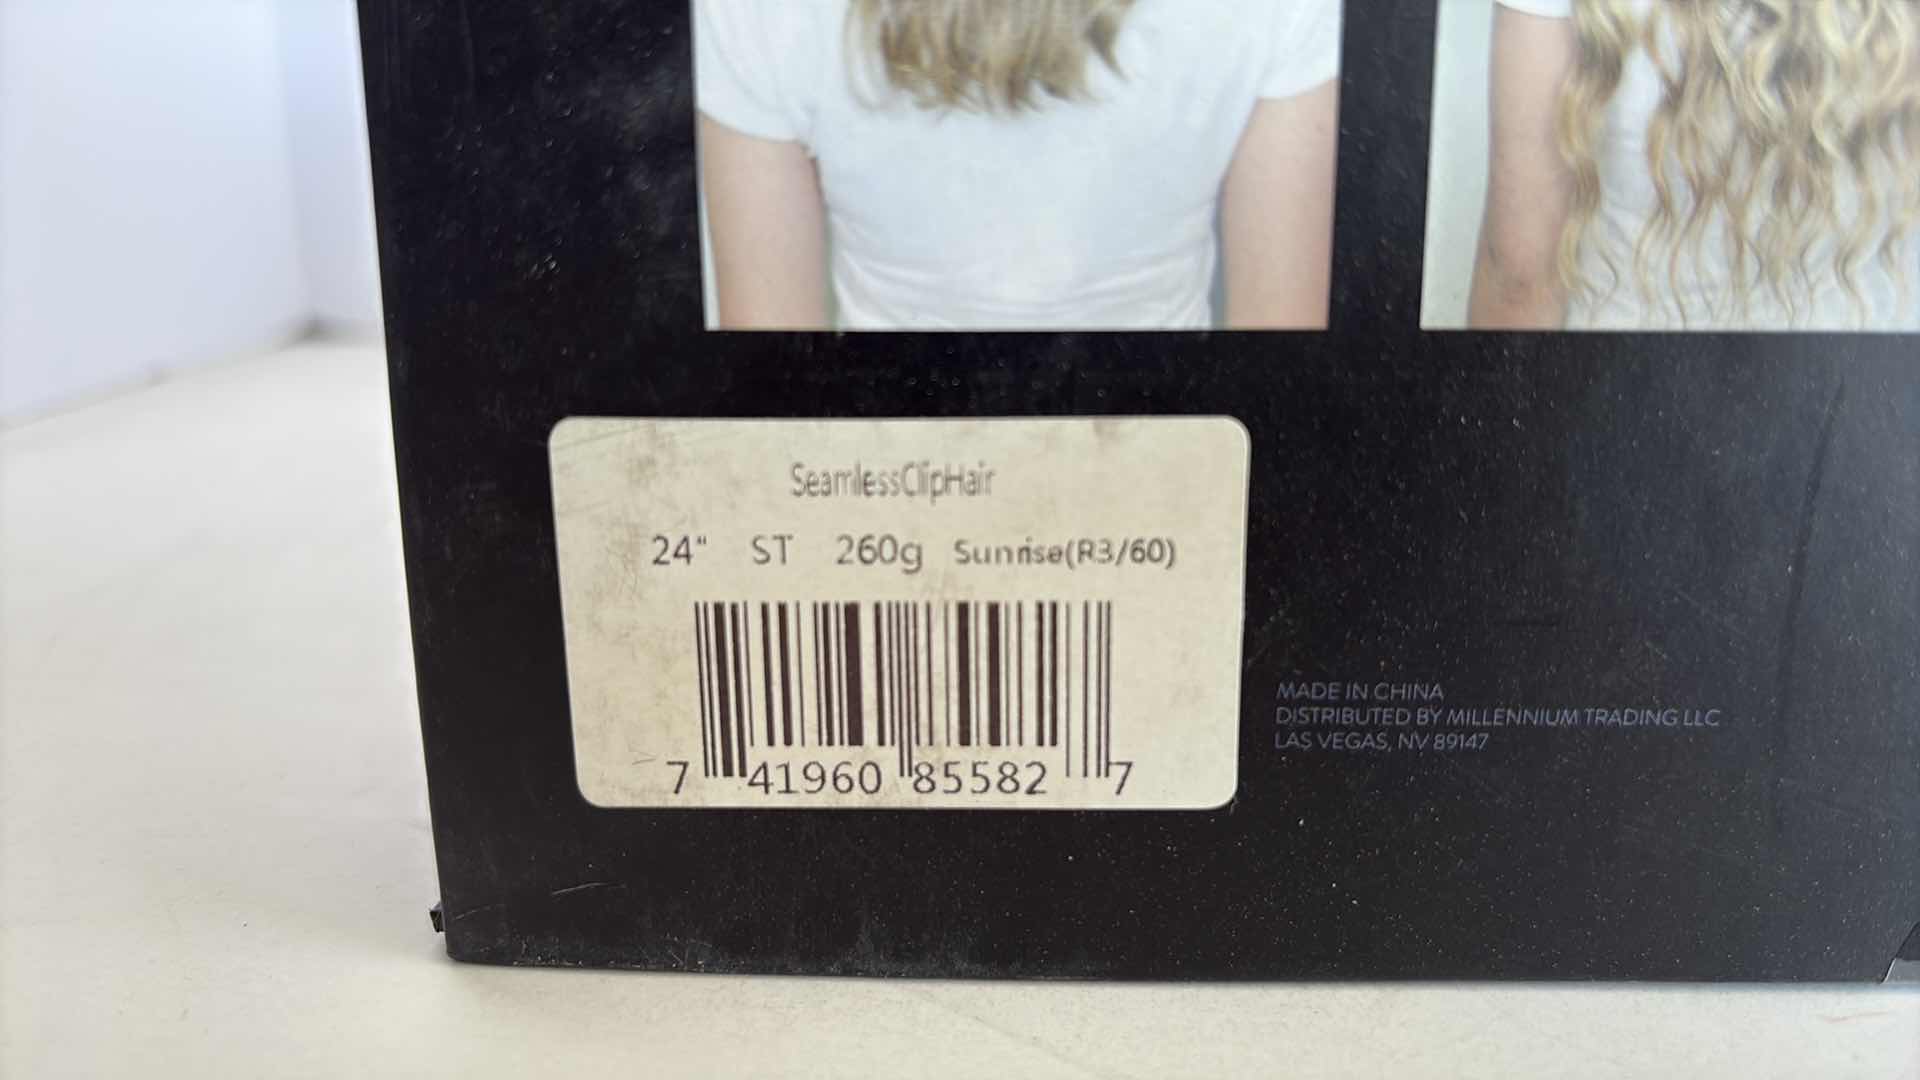 SeamlessClipHair
24" ST 260g Sunrise(R3/60)
7 41960 85582 7
MADE IN CHINA
DISTRIBUTED BY MILLENNIUM TRADING LLC
LAS VEGAS, NV 89147